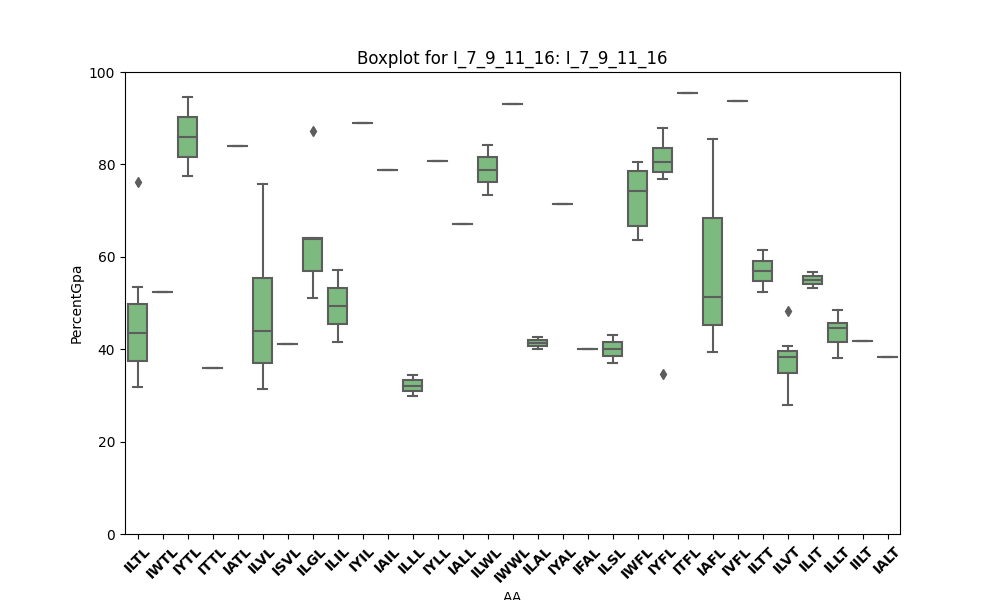 Boxplot for I_7_9_11_16: I_7_9_11_16
100
80
60
40
20
0
PercentGpa
ILTL IWTL IYTL ITTL IATL ILVL ISVL ILGL ILIL IYIL IAIL ILLL IYLL IALL ILWL IWWL ILAL IYAL IFAL ILSL IWFL IYFL ITFL IAFL IVFL ILTT ILVT ILIT ILLT IILT IALT
AA